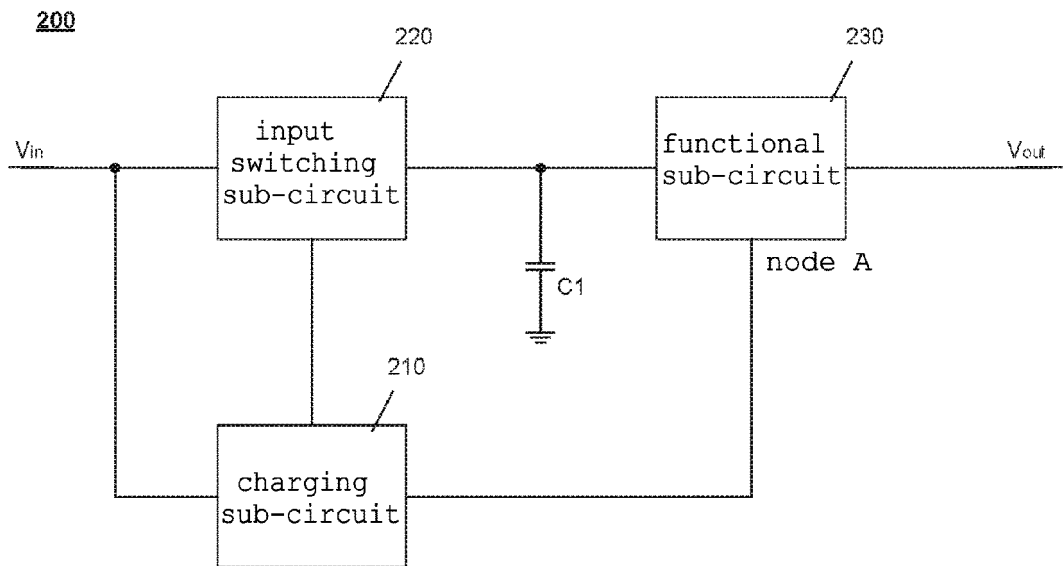 200
220
230
Vin
input
switching
sub-circuit
functional
sub-circuit
Vout
node A
C1
210
charging
sub-circuit